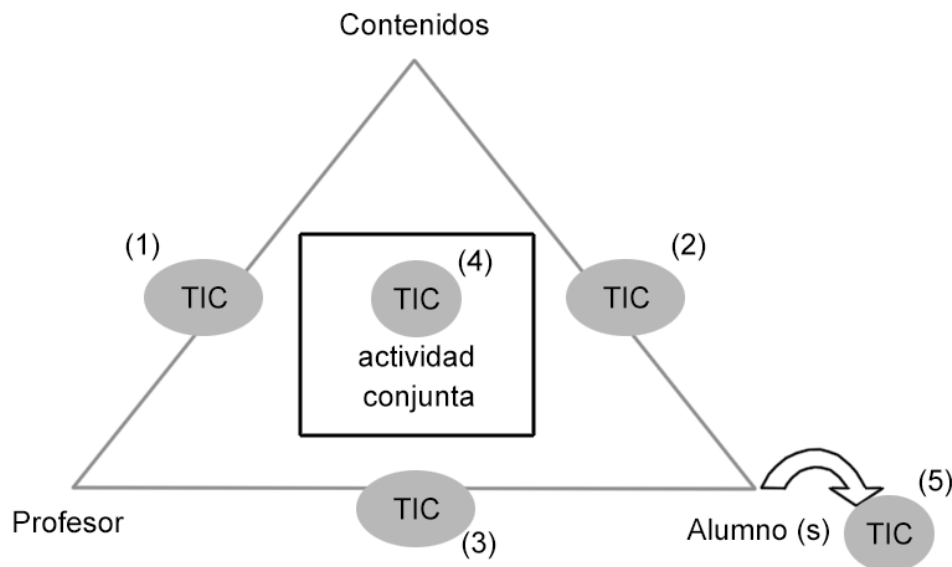 Contenidos
(1)
(2)
(4)
TIC
TIC
TIC
actividad
conjunta
(5)
Profesor
TIC
(3)
Alumno (s)
TIC